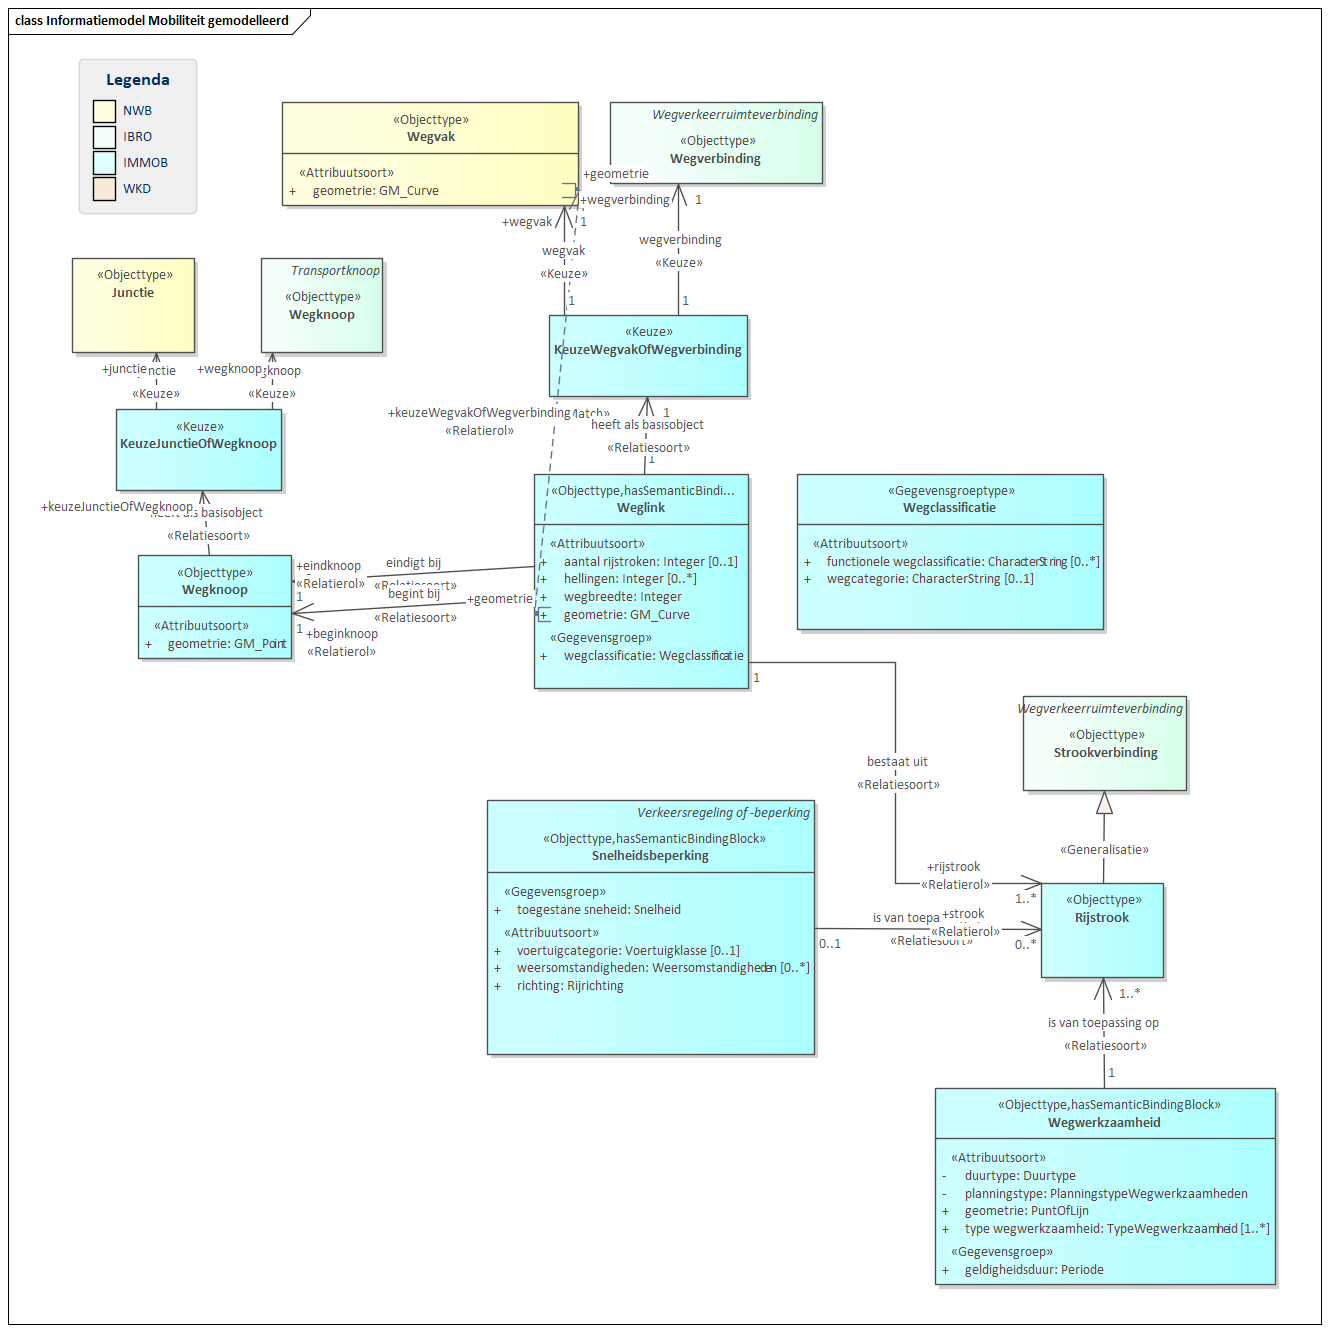 class Informatiemodel Mobiliteit gemodelleerd
Legenda
NWB
IBRO
IMMOB
WKD
«Objecttype»
Wegvak
«Attribuutsoort»
+ geometrie: GM_Curve
Wegverkeerruimteverbinding
«Objecttype»
Wegverbinding
+geometrie
+wegverbinding
1
+wegvak
1
wegvak
«Keuze»
1
wegverbinding
«Keuze»
1
«Objecttype»
Junctie
Transportknoop
«Objecttype»
Wegknoop
+junctie
«Keuze»
+wegknoop
«Keuze»
«Keuze»
KeuzeWegvakOfWegverbinding
+keuzeWegvakOfWegverbinding
«Relatierol»
1
heeft als basisobject
«Relatiesoort»
1
«Keuze»
KeuzeJunctieOfWegknoop
+keuzeJunctieOfWegknoop
heeft als basisobject
«Relatiesoort»
«Objecttype»
Wegknoop
«Attribuutsoort»
+ geometrie: GM_Point
+eindknoop
«Relatierol»
1
eindigt bij
«Relatiesoort»
begint bij
«Relatiesoort»
1
+beginknoop
«Relatierol»
+geometrie
«Objecttype,hasSemanticBindi...
Weglink
«Attribuutsoort»
+ aantal rijstroken: Integer [0..1]
+ hellingen: Integer [0..*]
+ wegbreedte: Integer
+ geometrie: GM_Curve
«Gegevensgroep»
+ wegclassificatie: Wegclassificatie
«Gegevensgroeptype»
Wegclassificatie
«Attribuutsoort»
+ functionele wegclassificatie: CharacterString [0..*]
+ wegcategorie: CharacterString [0..1]
1
bestaat uit
«Relatiesoort»
+rijstrook
«Relatierol»
1..*
Wegverkeerruimteverbinding
«Objecttype»
Strookverbinding
«Generalisatie»
«Objecttype»
Rijstrook
Verkeersregeling of -beperking
«Objecttype,hasSemanticBindingBlock»
Snelheidsbeperking
«Gegevensgroep»
+ toegestane sneheid: Snelheid
«Attribuutsoort»
+ voertuigcategorie: Voertuigklasse [0..1]
+ weersomstandigheden: Weersomstandigheden [0..*]
+ richting: Rijrichting
0..1
is van toepa
«Relatiesoort»
+strook
«Relatierol»
0..*
1..*
is van toepassing op
«Relatiesoort»
1
«Objecttype,hasSemanticBindingBlock»
Wegwerkzaamheid
«Attribuutsoort»
- duurtype: Duurtype
- planningstype: PlanningstypeWegwerkzaamheden
+ geometrie: PuntOfLijn
+ type wegwerkzaamheid: TypeWegwerkzaamheid [1..*]
«Gegevensgroep»
+ geldigheidsduur: Periode